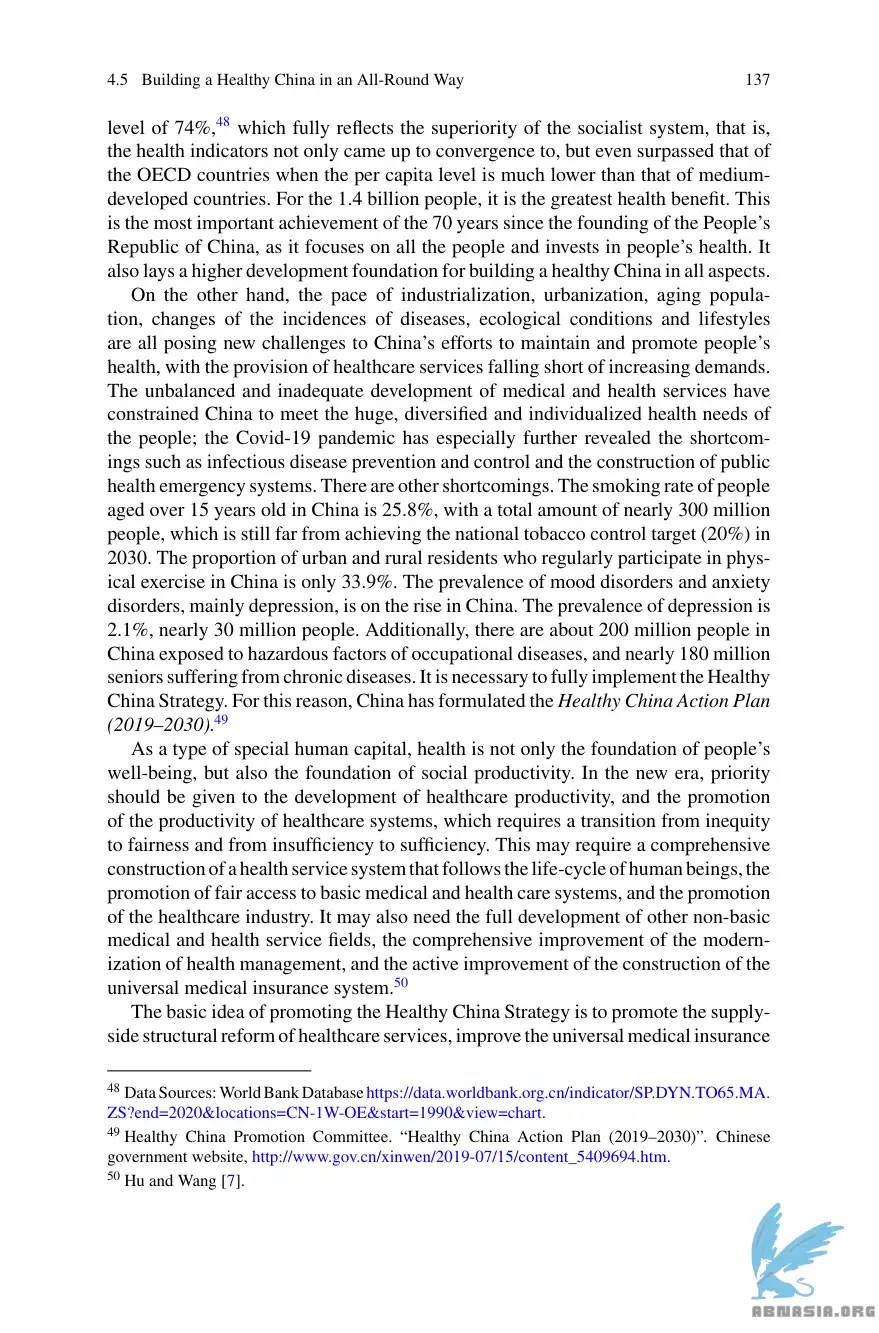 4.5 Building a Healthy China in an All-Round Way 137
level of 74%,48 which fully reflects the superiority of the socialist system, that is,
the health indicators not only came up to convergence to, but even surpassed that of
the OECD countries when the per capita level is much lower than that of medium-
developed countries. For the 1.4 billion people, it is the greatest health benefit. This
is the most important achievement of the 70 years since the founding of the People’s
Republic of China, as it focuses on all the people and invests in people’s health. It
also lays a higher development foundation for building a healthy China in all aspects.
On the other hand, the pace of industrialization, urbanization, aging popula-
tion, changes of the incidences of diseases, ecological conditions and lifestyles
are all posing new challenges to China’s efforts to maintain and promote people’s
health, with the provision of healthcare services falling short of increasing demands.
The unbalanced and inadequate development of medical and health services have
constrained China to meet the huge, diversified and individualized health needs of
the people; the Covid-19 pandemic has especially further revealed the shortcom-
ings such as infectious disease prevention and control and the construction of public
health emergency systems. There are other shortcomings. The smoking rate of people
aged over 15 years old in China is 25.8%, with a total amount of nearly 300 million
people, which is still far from achieving the national tobacco control target (20%) in
2030. The proportion of urban and rural residents who regularly participate in phys-
ical exercise in China is only 33.9%. The prevalence of mood disorders and anxiety
disorders, mainly depression, is on the rise in China. The prevalence of depression is
2.1%, nearly 30 million people. Additionally, there are about 200 million people in
China exposed to hazardous factors of occupational diseases, and nearly 180 million
seniors suffering from chronic diseases. It is necessary to fully implement the Healthy
China Strategy. For this reason, China has formulated the Healthy China Action Plan
(2019–2030).49
As a type of special human capital, health is not only the foundation of people’s
well-being, but also the foundation of social productivity. In the new era, priority
should be given to the development of healthcare productivity, and the promotion
of the productivity of healthcare systems, which requires a transition from inequity
to fairness and from insufficiency to sufficiency. This may require a comprehensive
construction of a health service system that follows the life-cycle of human beings, the
promotion of fair access to basic medical and health care systems, and the promotion
of the healthcare industry. It may also need the full development of other non-basic
medical and health service fields, the comprehensive improvement of the modern-
ization of health management, and the active improvement of the construction of the
universal medical insurance system.50
The basic idea of promoting the Healthy China Strategy is to promote the supply-
side structural reform of healthcare services, improve the universal medical insurance
48 Data Sources: World Bank Database https://data.worldbank.org.cn/indicator/SP.DYN.TO65.MA.
ZS?end=2020&locations=CN-1W-OE&start=1990&view=chart.
49 Healthy China Promotion Committee. “Healthy China Action Plan (2019–2030)”. Chinese
government website, http://www.gov.cn/xinwen/2019-07/15/content_5409694.htm.
50 Hu and Wang [7].
ABNASIA.ORG